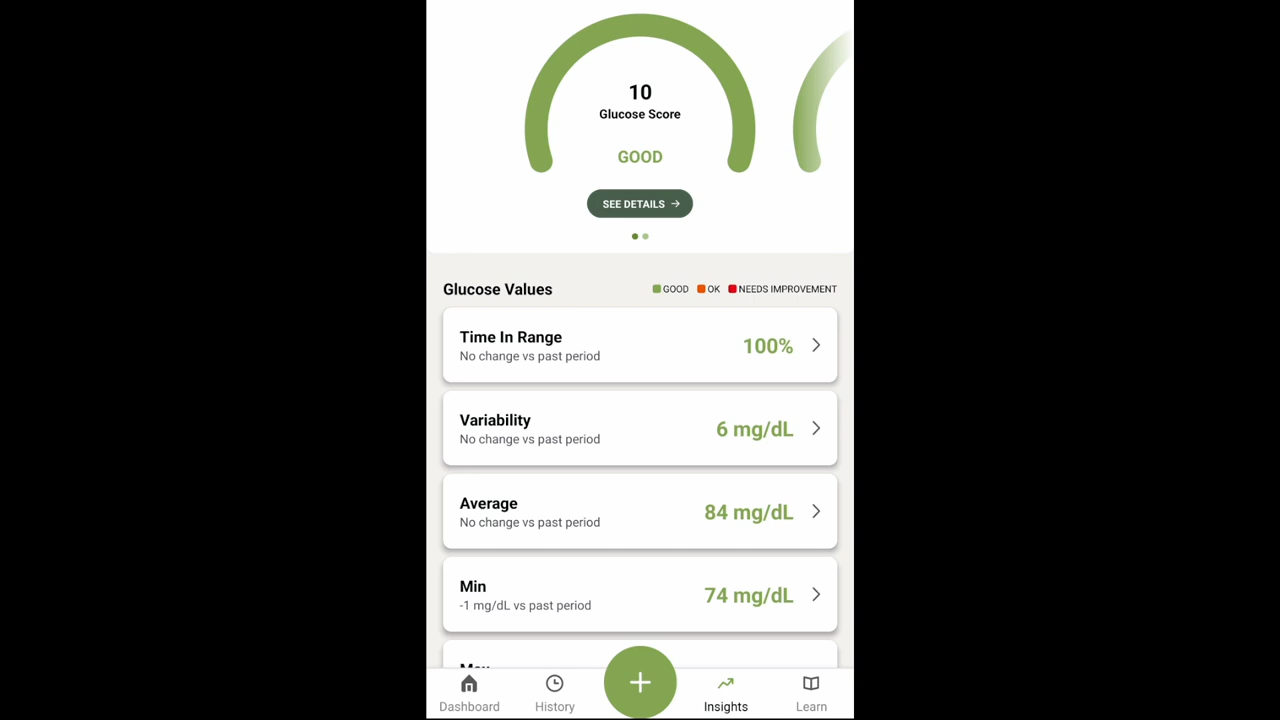 10
Glucose Score
GOOD
SEE DETAILS →
Glucose Values
GOOD OK NEEDS IMPROVEMENT
Time In Range
No change vs past period
100%
Variability
No change vs past period
6 mg/dL
Average
No change vs past period
84 mg/dL
Min
-1 mg/dL vs past period
74 mg/dL
Dashboard
History
+
Insights
Learn